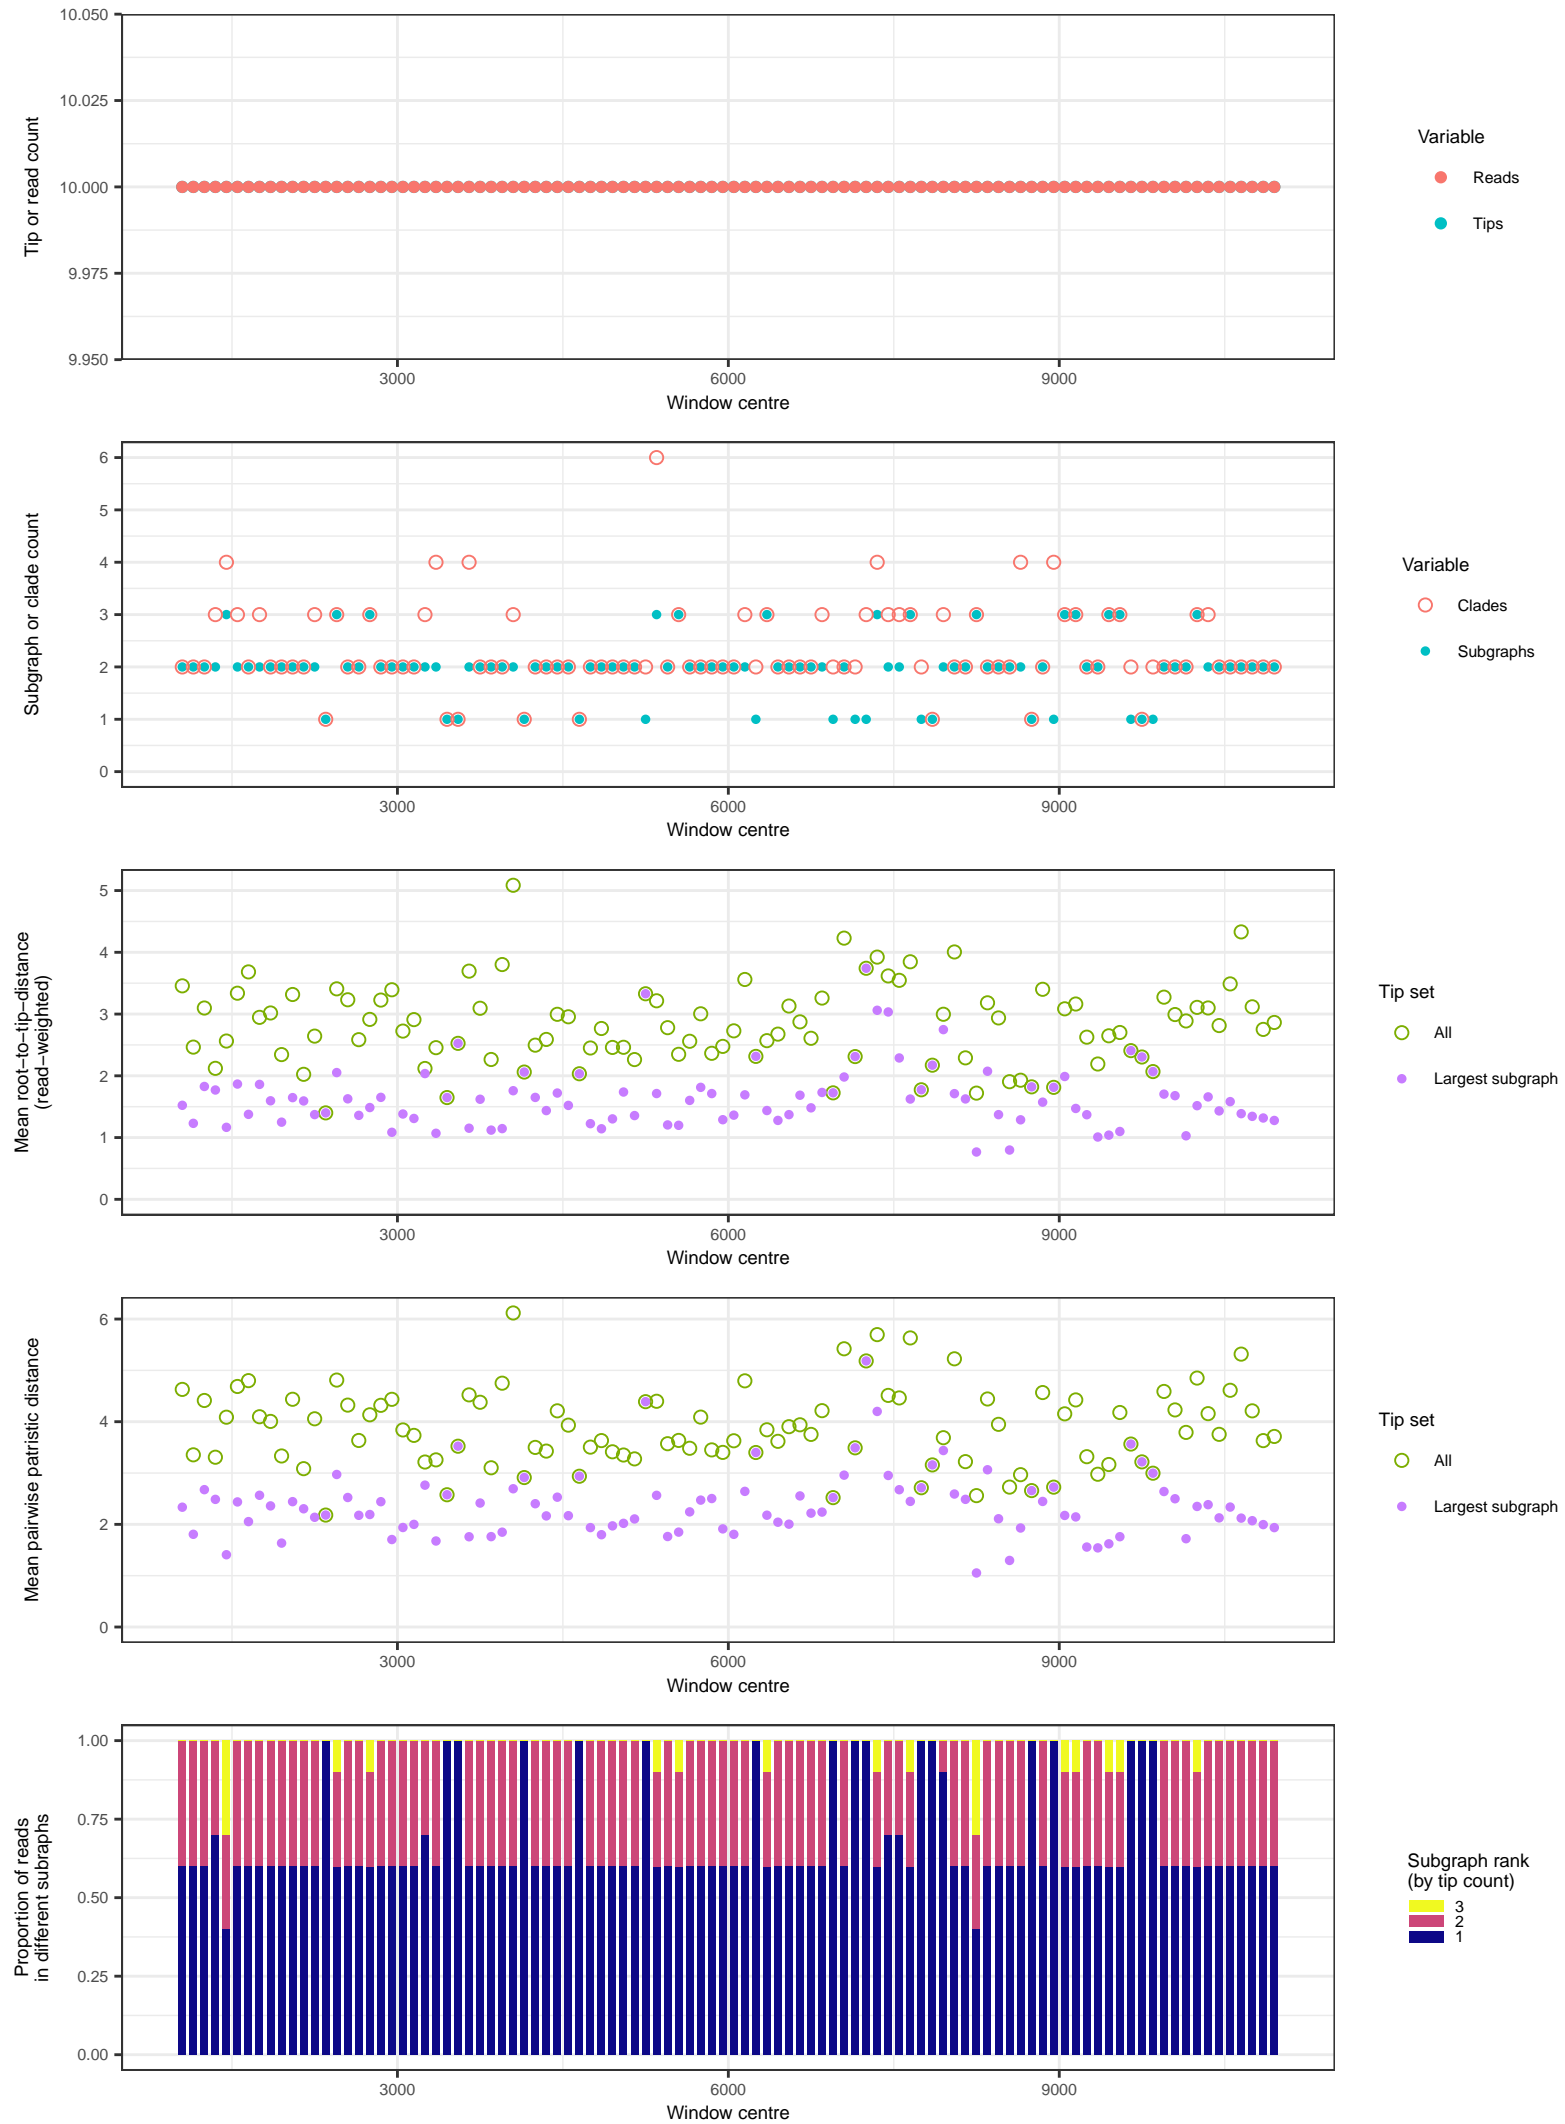 10.050
10.025
10.000
9.975
9.950
Tip or read count
3000
6000
9000
Window centre
Variable
Reads
Tips
6
5
4
3
2
1
0
Subgraph or clade count
3000
6000
9000
Window centre
Variable
Clades
Subgraphs
5
4
3
2
1
0
Mean root−to−tip−distance
(read−weighted)
3000
6000
9000
Window centre
Tip set
All
Largest subgraph
6
4
2
0
Mean pairwise patristic distance
3000
6000
9000
Window centre
Tip set
All
Largest subgraph
1.00
0.75
0.50
0.25
0.00
Proportion of reads
in different subraphs
3000
6000
9000
Window centre
Subgraph rank
(by tip count)
3
2
1